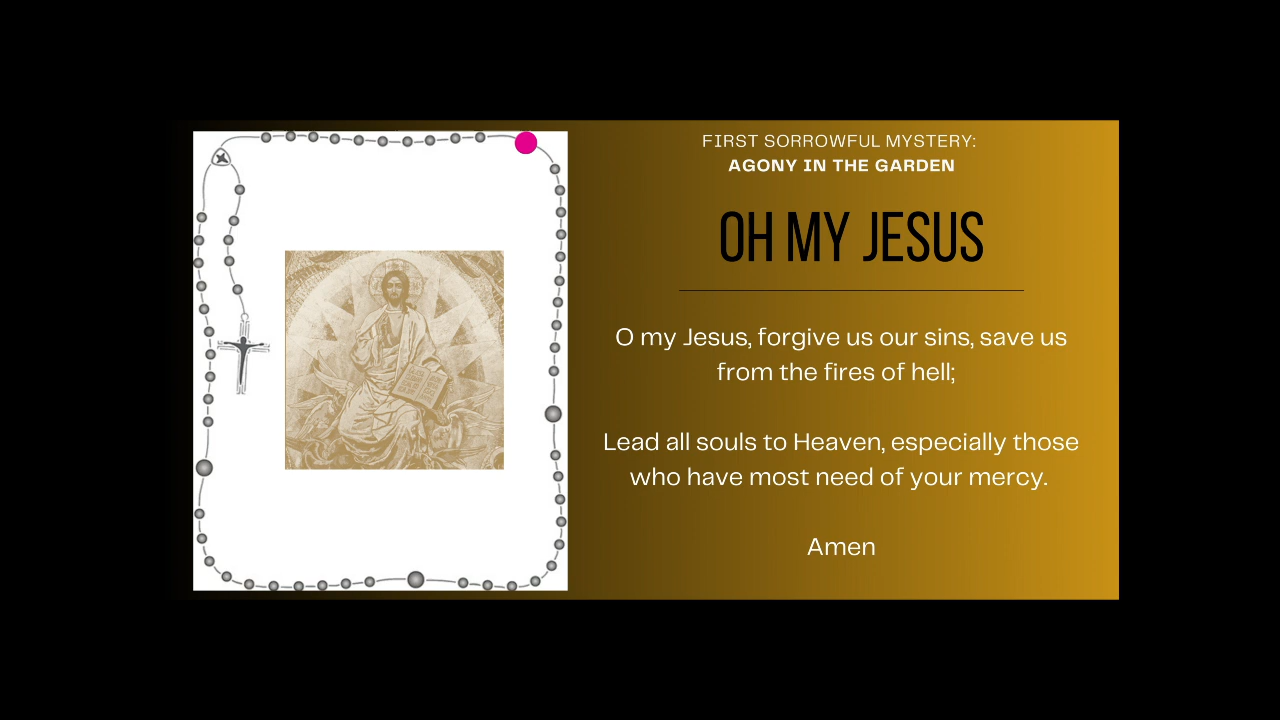 FIRST SORROWFUL MYSTERY:
AGONY IN THE GARDEN
OH MY JESUS
O my Jesus, forgive us our sins, save us
from the fires of hell;
Lead all souls to Heaven, especially those
who have most need of your mercy.
Amen